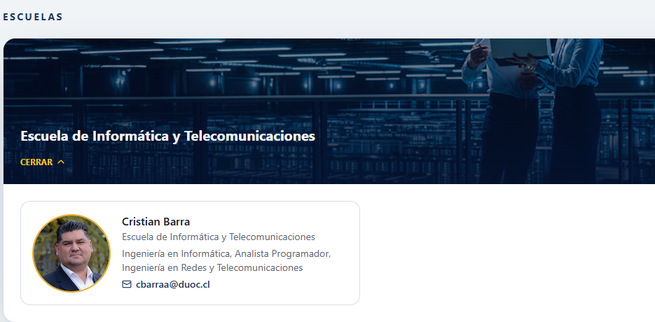 ESCUELAS
Escuela de Informática y Telecomunicaciones
CERRAR
Cristian Barra
Escuela de Informática y Telecomunicaciones
Ingeniería en Informática, Analista Programador,
Ingeniería en Redes y Telecomunicaciones
cbarraa@duoc.cl